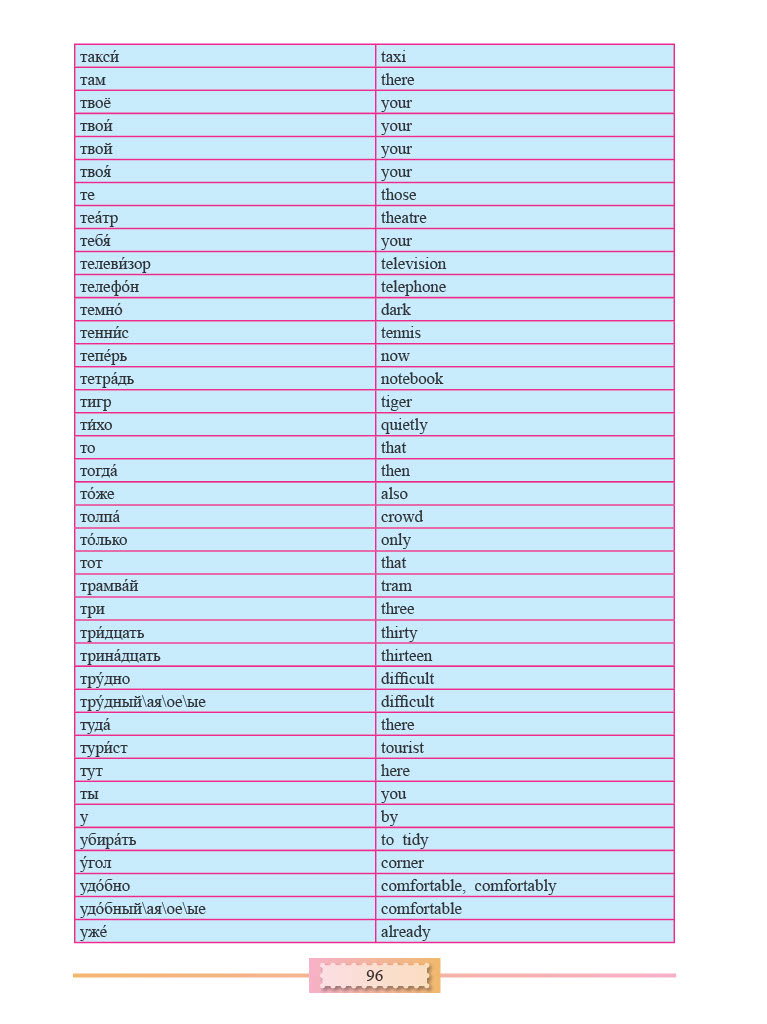 такси́ taxi
там there
твоё your
твои́ your
твой your
твоя́ your
те those
теа́тр theatre
тебя́ your
телеви́зор television
телефо́н telephone
темно́ dark
тенни́с tennis
тепе́рь now
тетра́дь notebook
тигр tiger
ти́хо quietly
то that
тогда́ then
то́же also
толпа́ crowd
то́лько only
тот that
трамва́й tram
три three
три́дцать thirty
трина́дцать thirteen
тру́дно difficult
тру́дный\ая\ое\ые difficult
туда́ there
тури́ст tourist
тут here
ты you
у by
убира́ть to tidy
у́гол corner
удо́бно comfortable, comfortably
удо́бный\ая\ое\ые comfortable
уже́ already
96